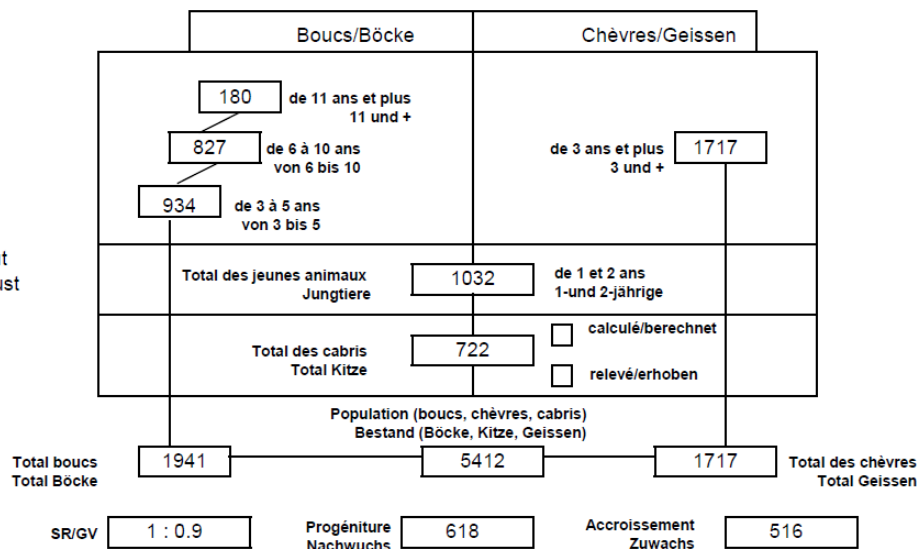 Boucs/Böcke
Chèvres/Geissen
180
de 11 ans et plus
11 und +
827
de 6 à 10 ans
von 6 bis 10
de 3 ans et plus
3 und +
1717
934
de 3 à 5 ans
von 3 bis 5
Total des jeunes animaux
Jungtiere
1032
de 1 et 2 ans
1-und 2-jährige
Total des cabris
Total Kitze
722
calculé/berechnet
relevé/erhoben
Population (boucs, chèvres, cabris)
Bestand (Böcke, Kitze, Geissen)
Total boucs
Total Böcke
1941
5412
1717
Total des chèvres
Total Geissen
SR/GV
1 : 0.9
Progéniture
Nachwuchs
618
Accroissement
Zuwachs
516